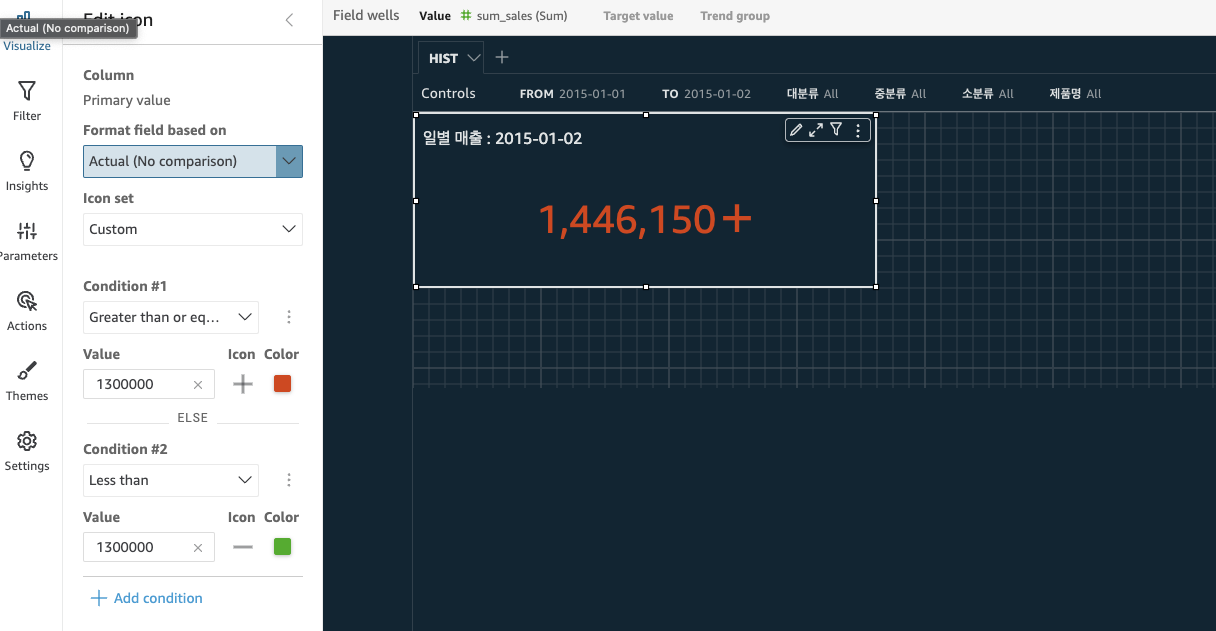 Edit icon
Actual (No comparison)
Visualize
Filter
Insights
Parameters
Actions
Themes
Settings
Column
Primary value
Format field based on
Actual (No comparison)
Icon set
Custom
Condition #1
Greater than or eq...
Value Icon Color
1300000
ELSE
Condition #2
Less than
Value Icon Color
1300000
Add condition
Field wells Value # sum_sales (Sum) Target value Trend group
HIST
Controls FROM 2015-01-01 TO 2015-01-02 대분류 All 중분류 All 소분류 All 제품명 All
일별 매출 : 2015-01-02
1,446,150+